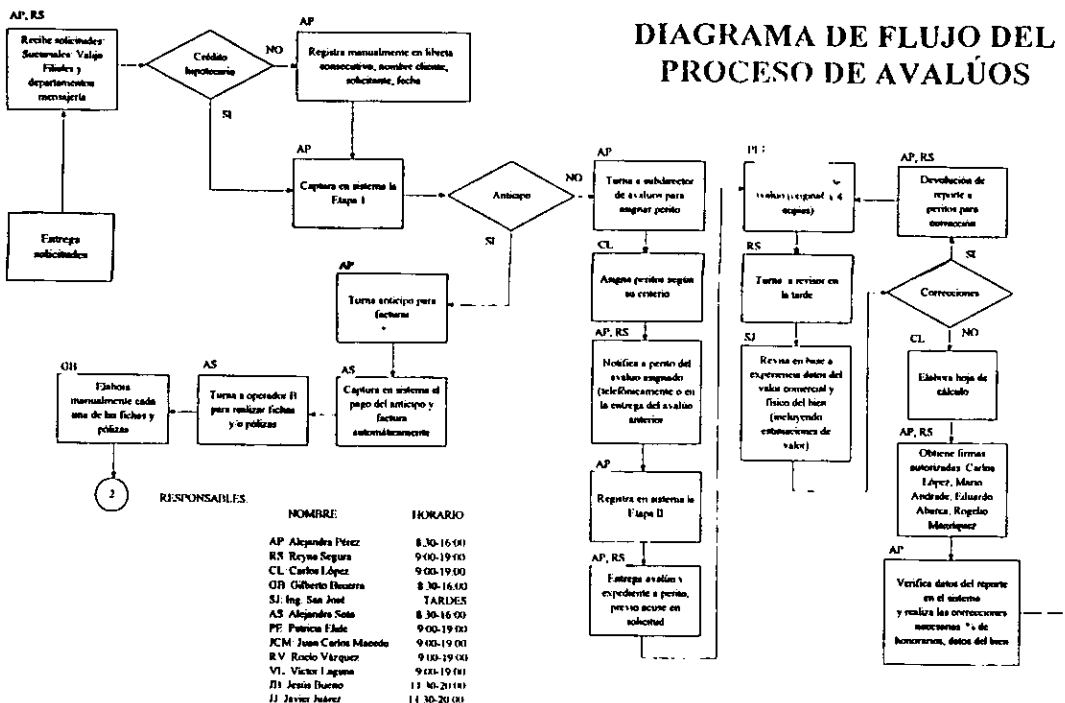 DIAGRAMA DE FLUJO DEL
PROCESO DE AVALÚOS
AP, RS
Recibe solicitudes:
Sucursales: Valija
Filiales y
departamentos
mensajería
Entrega
solicitudes
Crédito
hipotecario
NO
SI
AP
Registra manualmente en libreta
consecutivo, nombre cliente,
solicitante, fecha
AP
Captura en sistema la
Etapa I
Anticipo
NO
SI
AP
Turna anticipo para
facturar
AS
Captura en sistema el
pago del anticipo y
factura
automáticamente
AS
Turna a operador B
para realizar fichas
y/o pólizas
GB
Elabora
manualmente cada
una de las fichas y
pólizas
2
AP
Turna a subdirector
de avalúos para
asignar perito
CL
Asigna peritos según
su criterio
AP, RS
Notifica a perito del
avalúo asignado
(telefónicamente o en
la entrega del avalúo
anterior
AP
Registra en sistema la
Etapa II
AP, RS
Entrega avalúo y
expediente a perito,
previo acuse en
solicitud
avalúo (original y 4
copias)
RS
Turna a revisor en
la tarde
SJ
Revisa en base a
experiencia datos del
valor comercial y
físico del bien
(incluyendo
estimaciones de
valor)
AP, RS
Devolución de
reporte a
peritos para
corrección
SI
Correcciones
NO
CL
Elabora hoja de
cálculo
AP, RS
Obtiene firmas
autorizadas: Carlos
López, Mario
Andrade, Eduardo
Abarca, Rogelio
Manríquez
AP
Verifica datos del reporte
en el sistema
y realiza las correcciones
necesarias % de
honorarios, datos del bien
RESPONSABLES:
NOMBRE HORARIO
AP: Alejandra Pérez 8:30-16:00
RS: Reyna Segura 9:00-19:00
CL: Carlos López 9:00-19:00
GB: Gilberto Becerra 8:30-16:00
SJ: Ing. San José TARDES
AS: Alejandra Soto 8:30-16:00
PE: Patricia 9:00-19:00
JCM: Juan Carlos Macedo 9:00-19:00
RV: Rocío Vázquez 9:00-19:00
VL: Víctor Laguna 9:00-19:00
JB: Jesús Bueno 11:30-20:00
JJ: Javier Juárez 11:30-20:00